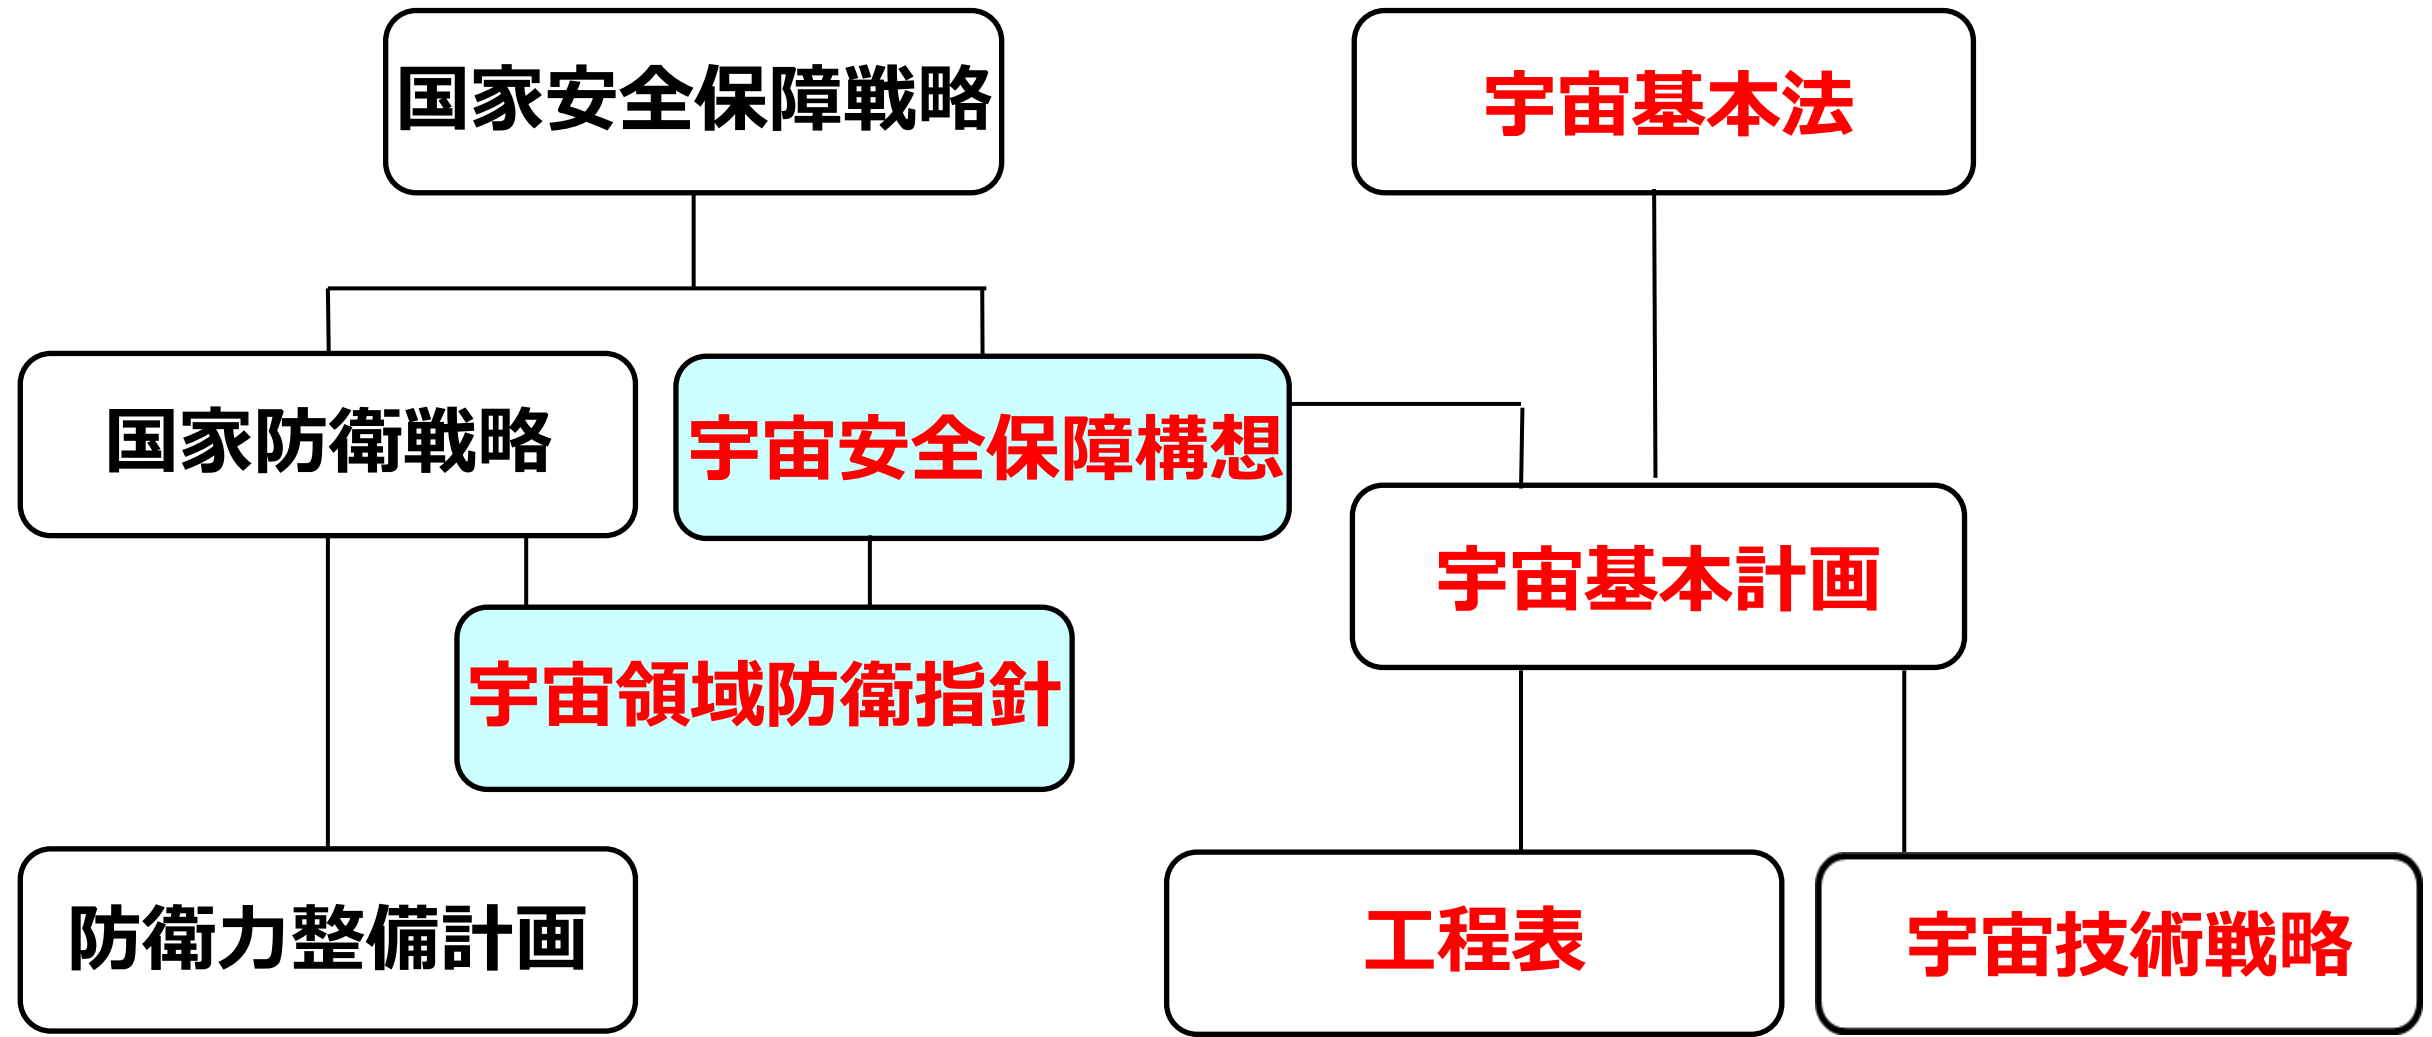 国家安全保障戦略
宇宙基本法
国家防衛戦略
宇宙安全保障構想
宇宙基本計画
宇宙領域防衛指針
防衛力整備計画
工程表
宇宙技術戦略